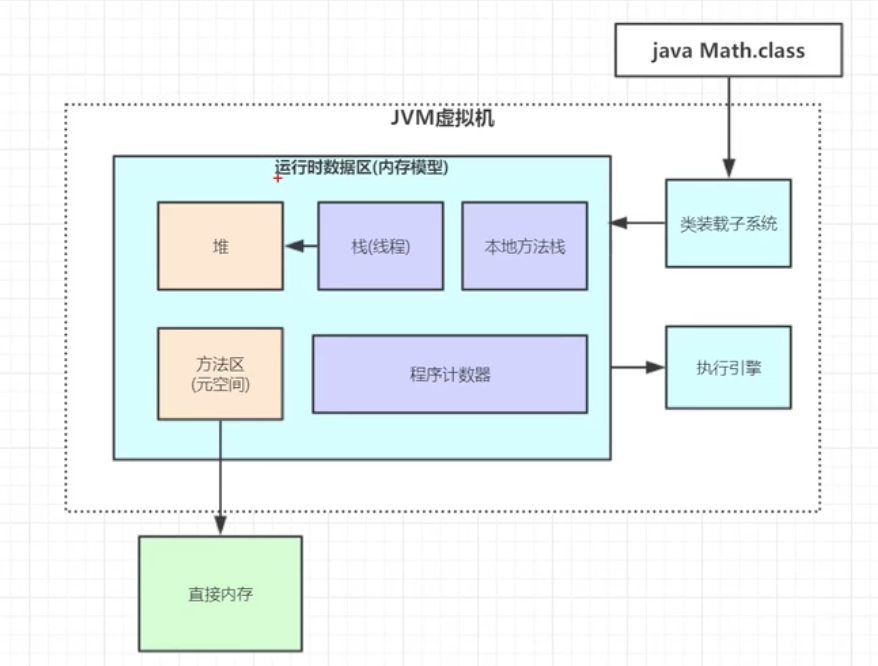 java Math.class
JVM虚拟机
运行时数据区(内存模型)
堆
栈(线程)
本地方法栈
类装载子系统
方法区
(元空间)
程序计数器
执行引擎
直接内存